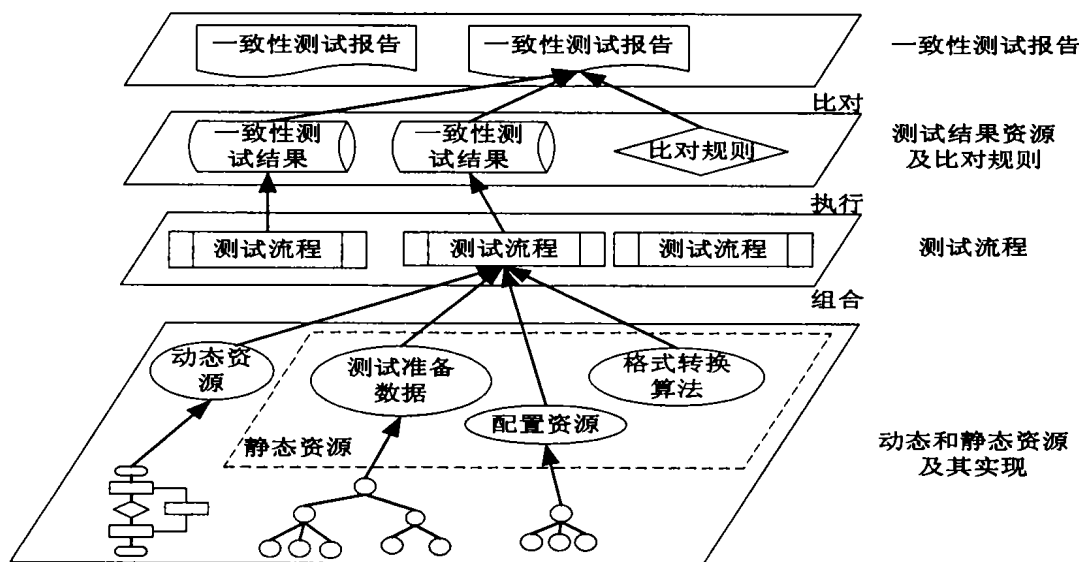 一致性测试报告
一致性测试报告
一致性测试报告
比对
一致性测
试结果
一致性测
试结果
比对规则
测试结果资源
及比对规则
执行
测试流程
测试流程
测试流程
测试流程
组合
动态资
源
测试准备
数据
格式转换
算法
配置资源
静态资源
动态和静态资源
及其实现